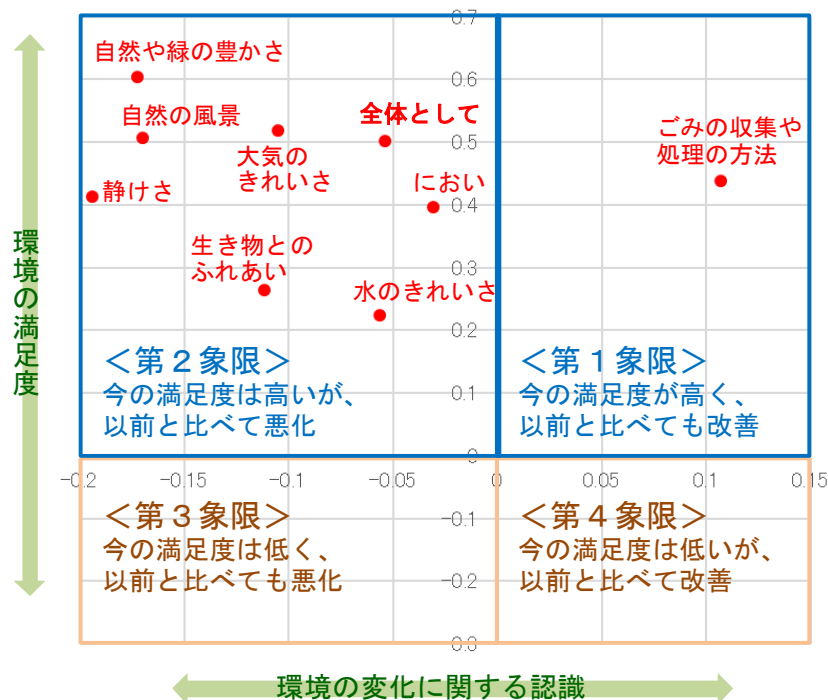 環境の満足度
0.7
0.6
0.5
0.4
0.3
0.2
0.1
0
-0.1
-0.2
-0.3
-0.2
-0.15
-0.1
-0.05
0
0.05
0.1
0.15
自然や緑の豊かさ
自然の風景
静けさ
大気の
きれいさ
全体として
におい
生き物との
ふれあい
水のきれいさ
ごみの収集や
処理の方法
<第2象限>
今の満足度は高いが、
以前と比べて悪化
<第1象限>
今の満足度が高く、
以前と比べても改善
<第3象限>
今の満足度は低く、
以前と比べても悪化
<第4象限>
今の満足度は低いが、
以前と比べて改善
環境の変化に関する認識